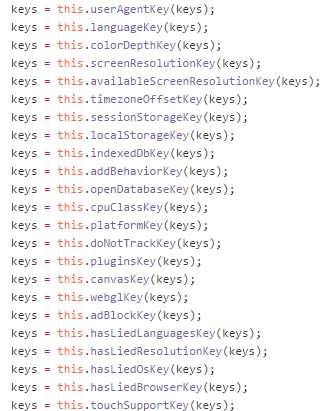 keys = this.userAgentKey(keys);
keys = this.languageKey(keys);
keys = this.colorDepthKey(keys);
keys = this.screenResolutionKey(keys);
keys = this.availableScreenResolutionKey(keys);
keys = this.timezoneOffsetKey(keys);
keys = this.sessionStorageKey(keys);
keys = this.localStorageKey(keys);
keys = this.indexedDbKey(keys);
keys = this.addBehaviorKey(keys);
keys = this.openDatabaseKey(keys);
keys = this.cpuClassKey(keys);
keys = this.platformKey(keys);
keys = this.doNotTrackKey(keys);
keys = this.pluginsKey(keys);
keys = this.canvasKey(keys);
keys = this.webglKey(keys);
keys = this.adBlockKey(keys);
keys = this.hasLiedLanguagesKey(keys);
keys = this.hasLiedResolutionKey(keys);
keys = this.hasLiedOsKey(keys);
keys = this.hasLiedBrowserKey(keys);
keys = this.touchSupportKey(keys);